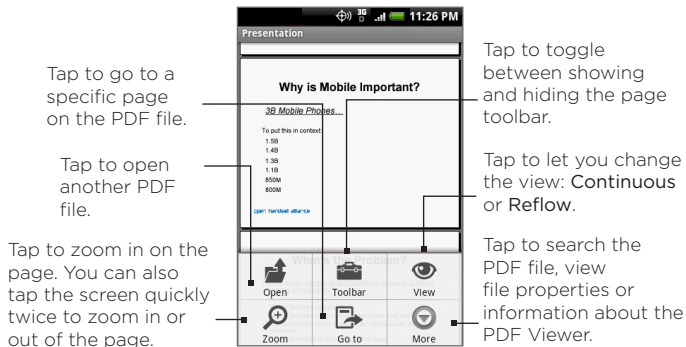 Tap to go to a
specific page
on the PDF file.
Tap to open
another PDF
file.
Tap to zoom in on the
page. You can also
tap the screen quickly
twice to zoom in or
out of the page.
3G
D
11:26 PM
Presentation
Why is Mobile Important?
3B Mobile Phones…
To put this in context:
1.5B
1.4B
1.3B
1.1B
850M
800M
open handset alliance
What's the Problem?
Open
Toolbar
View
Zoom
Go to
More
Tap to toggle
between showing
and hiding the page
toolbar.
Tap to let you change
the view: Continuous
or Reflow.
Tap to search the
PDF file, view
file properties or
information about the
PDF Viewer.